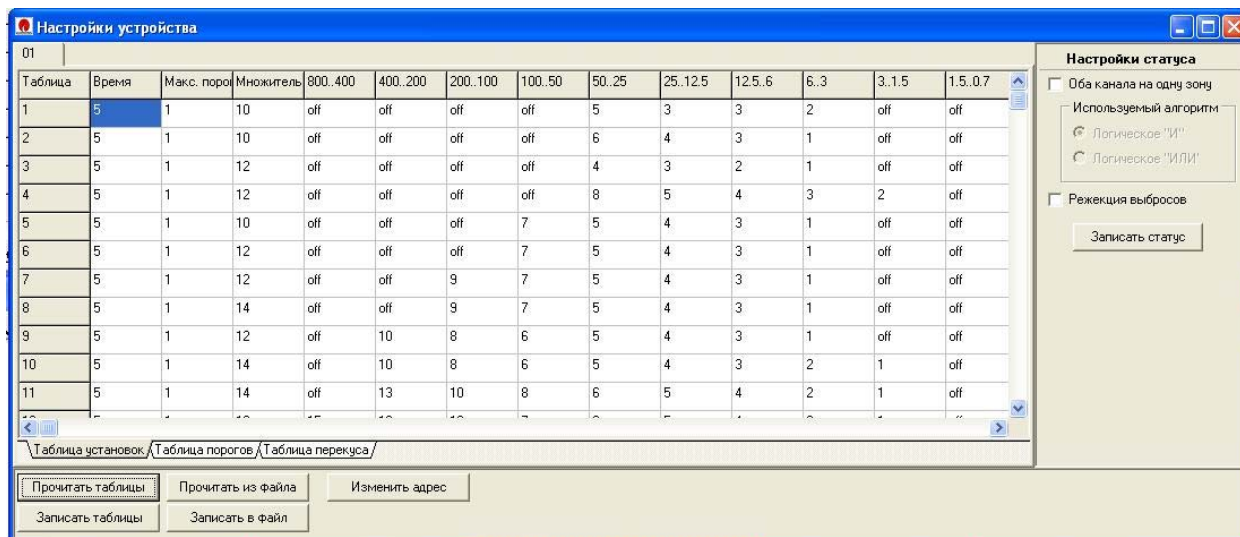 Настройки устройства
01
Таблица Время Макс. порог Множитель 800..400 400..200 200..100 100..50 50..25 25..12.5 12.5..6 6..3 3..1.5 1.5..0.7
1 5 1 10 off off off off 5 3 3 2 off off
2 5 1 10 off off off off 6 4 3 1 off off
3 5 1 12 off off off off 4 3 2 1 off off
4 5 1 12 off off off off 8 5 4 3 2 off
5 5 1 10 off off off 7 5 4 3 1 off off
6 5 1 12 off off off 7 5 4 3 1 off off
7 5 1 12 off off 9 7 5 4 3 1 off off
8 5 1 14 off off 9 7 5 4 3 1 off off
9 5 1 12 off 10 8 6 5 4 3 1 off off
10 5 1 14 off 10 8 6 5 4 3 2 1 off
11 5 1 14 off 13 10 8 6 5 4 2 1 off
Таблица установок Таблица порогов Таблица перекуса
Настройки статуса
Оба канала на одну зону
Используемый алгоритм
Логическое "И"
Логическое "ИЛИ"
Режекция выбросов
Записать статус
Прочитать таблицы Прочитать из файла Изменить адрес
Записать таблицы Записать в файл